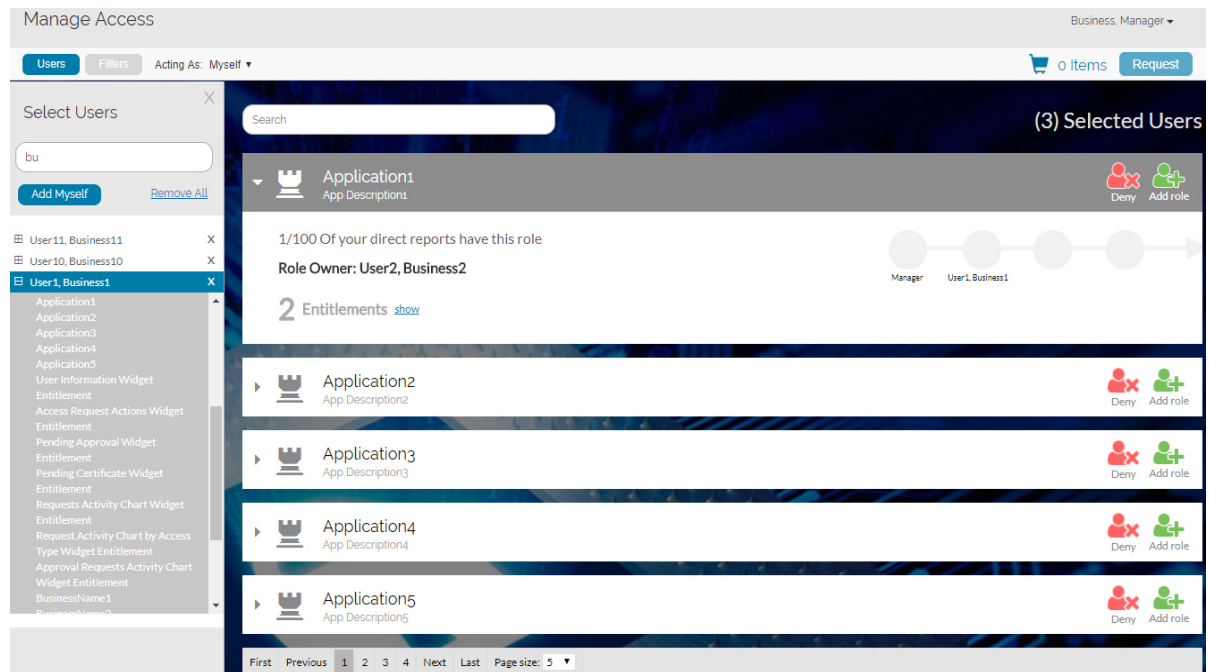 Manage Access
Business, Manager
Users
Filters
Acting As: Myself
0 Items
Request
Select Users
X
bu
Add Myself
Remove All
User11, Business11 X
User10, Business10 X
User1, Business1 X
Application1
Application2
Application3
Application4
Application5
User Information Widget
Entitlement
Access Request Actions Widget
Entitlement
Pending Approval Widget
Entitlement
Pending Certificate Widget
Entitlement
Requests Activity Chart Widget
Entitlement
Request Activity Chart by Access
Type Widget Entitlement
Approval Requests Activity Chart
Widget Entitlement
BusinessName1
BusinessName2
Search
(3) Selected Users
Application1
App Description1
Deny Add role
1/100 Of your direct reports have this role
Role Owner: User2, Business2
2 Entitlements show
Manager User1, Business1
Application2
App Description2
Deny Add role
Application3
App Description3
Deny Add role
Application4
App Description4
Deny Add role
Application5
App Description5
Deny Add role
First Previous 1 2 3 4 Next Last Page size: 5